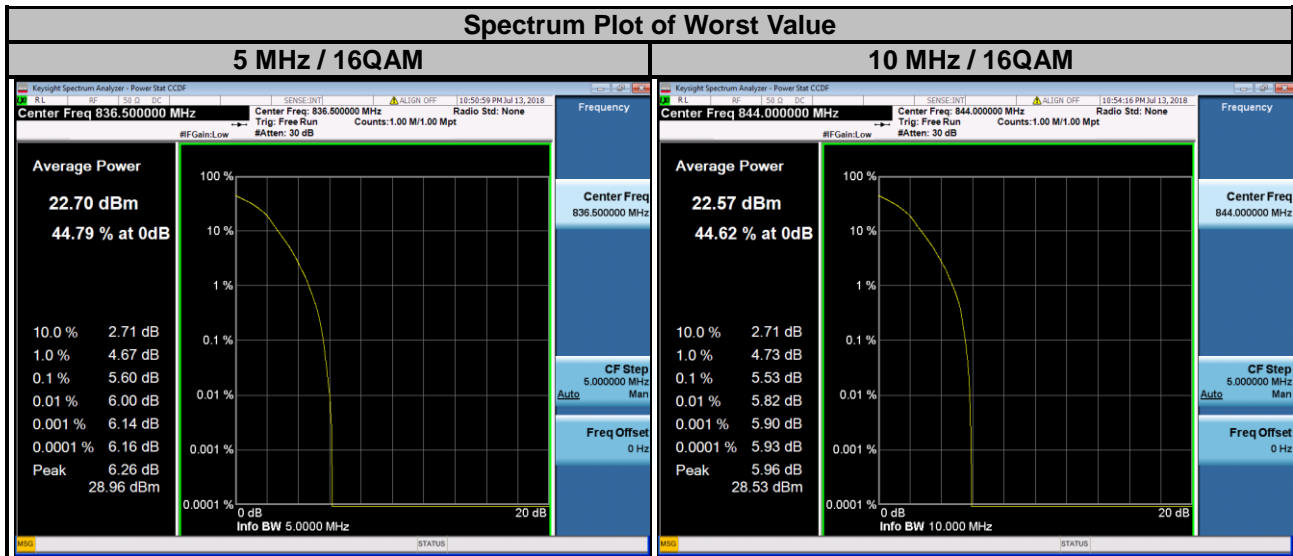 Spectrum Plot of Worst Value
5 MHz / 16QAM
10 MHz / 16QAM
Keysight Spectrum Analyzer - Power Stat CCDF
RL RF 50 Ω DC SENSE:INT ALIGN OFF 10:50:59 PM Jul 13, 2018
Center Freq 836.500000 MHz
Center Freq: 836.500000 MHz Radio Std: None
Trig: Free Run Counts:1.00 M/1.00 Mpt
#IFGain:Low #Atten: 30 dB
Frequency
Average Power
22.70 dBm
44.79 % at 0dB
10.0 % 2.71 dB
1.0 % 4.67 dB
0.1 % 5.60 dB
0.01 % 6.00 dB
0.001 % 6.14 dB
0.0001 % 6.16 dB
Peak 6.26 dB
28.96 dBm
100 %
10 %
1 %
0.1 %
0.01 %
0.001 %
0.0001 %
0 dB 20 dB
Info BW 5.0000 MHz
Center Freq
836.500000 MHz
CF Step
5.000000 MHz
Auto Man
Freq Offset
0 Hz
MSG STATUS
Keysight Spectrum Analyzer - Power Stat CCDF
RL RF 50 Ω DC SENSE:INT ALIGN OFF 10:54:16 PM Jul 13, 2018
Center Freq 844.000000 MHz
Center Freq: 844.000000 MHz Radio Std: None
Trig: Free Run Counts:1.00 M/1.00 Mpt
#IFGain:Low #Atten: 30 dB
Frequency
Average Power
22.57 dBm
44.62 % at 0dB
10.0 % 2.71 dB
1.0 % 4.73 dB
0.1 % 5.53 dB
0.01 % 5.82 dB
0.001 % 5.90 dB
0.0001 % 5.93 dB
Peak 5.96 dB
28.53 dBm
100 %
10 %
1 %
0.1 %
0.01 %
0.001 %
0.0001 %
0 dB 20 dB
Info BW 10.000 MHz
Center Freq
844.000000 MHz
CF Step
5.000000 MHz
Auto Man
Freq Offset
0 Hz
MSG STATUS